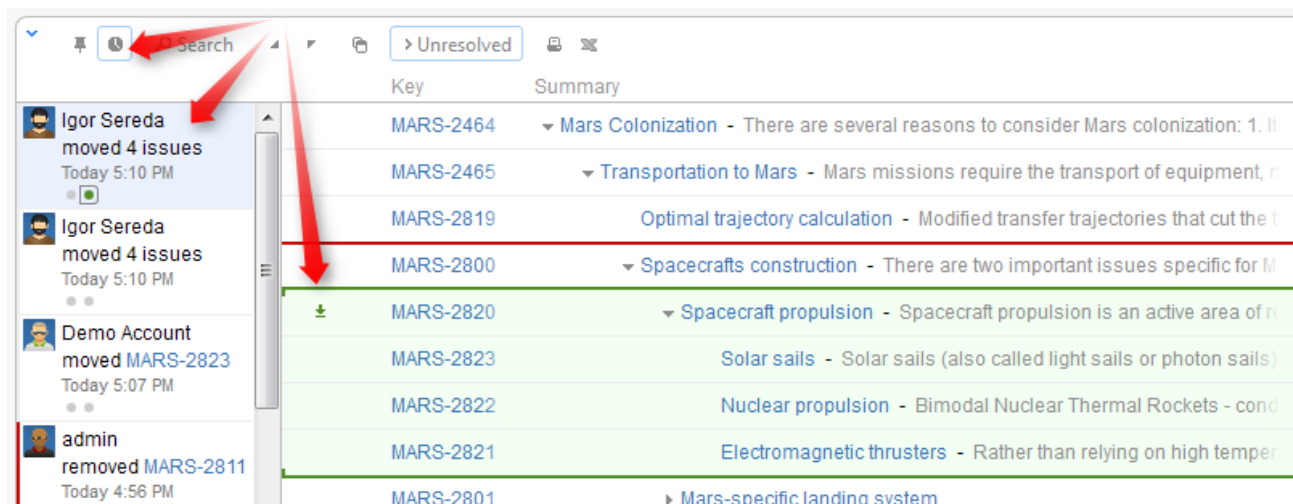 Search
> Unresolved
Key Summary
Igor Sereda
moved 4 issues
Today 5:10 PM
Igor Sereda
moved 4 issues
Today 5:10 PM
Demo Account
moved MARS-2823
Today 5:07 PM
admin
removed MARS-2811
Today 4:56 PM
MARS-2464 Mars Colonization - There are several reasons to consider Mars colonization: 1. It
MARS-2465 Transportation to Mars - Mars missions require the transport of equipment,
MARS-2819 Optimal trajectory calculation - Modified transfer trajectories that cut the
MARS-2800 Spacecrafts construction - There are two important issues specific for
MARS-2820 Spacecraft propulsion - Spacecraft propulsion is an active area of
MARS-2823 Solar sails - Solar sails (also called light sails or photon sails)
MARS-2822 Nuclear propulsion - Bimodal Nuclear Thermal Rockets - cond
MARS-2821 Electromagnetic thrusters - Rather than relying on high temper
MARS-2801 Mars-specific landing system